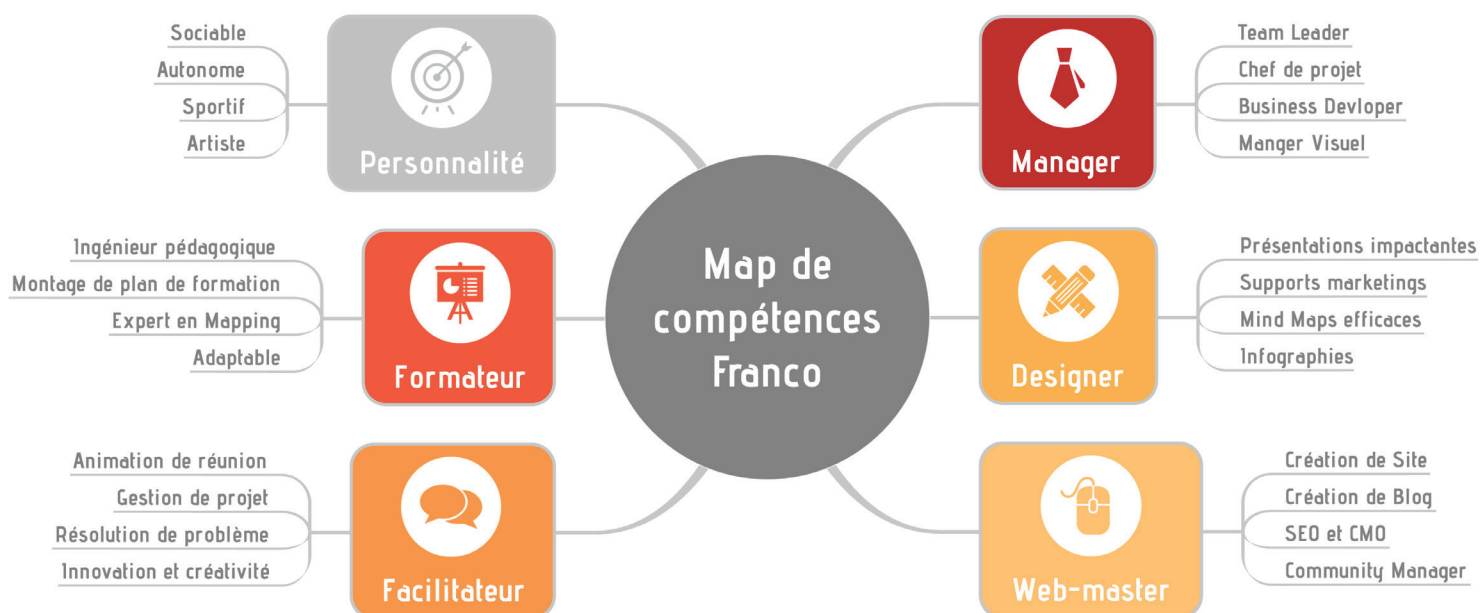 Map de
compétences
Franco
Personnalité
Sociable
Autonome
Sportif
Artiste
Formateur
Ingénieur pédagogique
Montage de plan de formation
Expert en Mapping
Adaptable
Facilitateur
Animation de réunion
Gestion de projet
Résolution de problème
Innovation et créativité
Manager
Team Leader
Chef de projet
Business Devloper
Manger Visuel
Designer
Présentations impactantes
Supports marketings
Mind Maps efficaces
Infographies
Web-master
Création de Site
Création de Blog
SEO et CMO
Community Manager